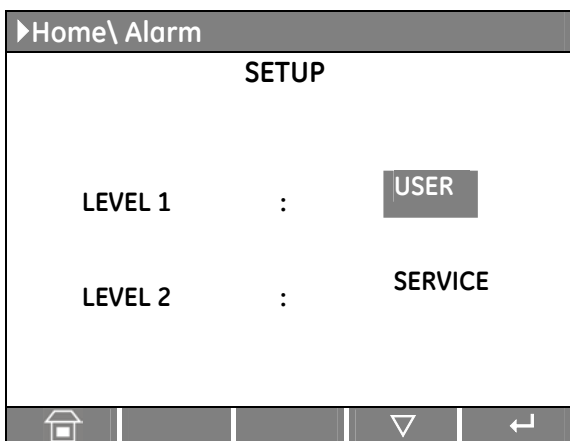 Home\ Alarm
SETUP
LEVEL 1 : USER
LEVEL 2 : SERVICE